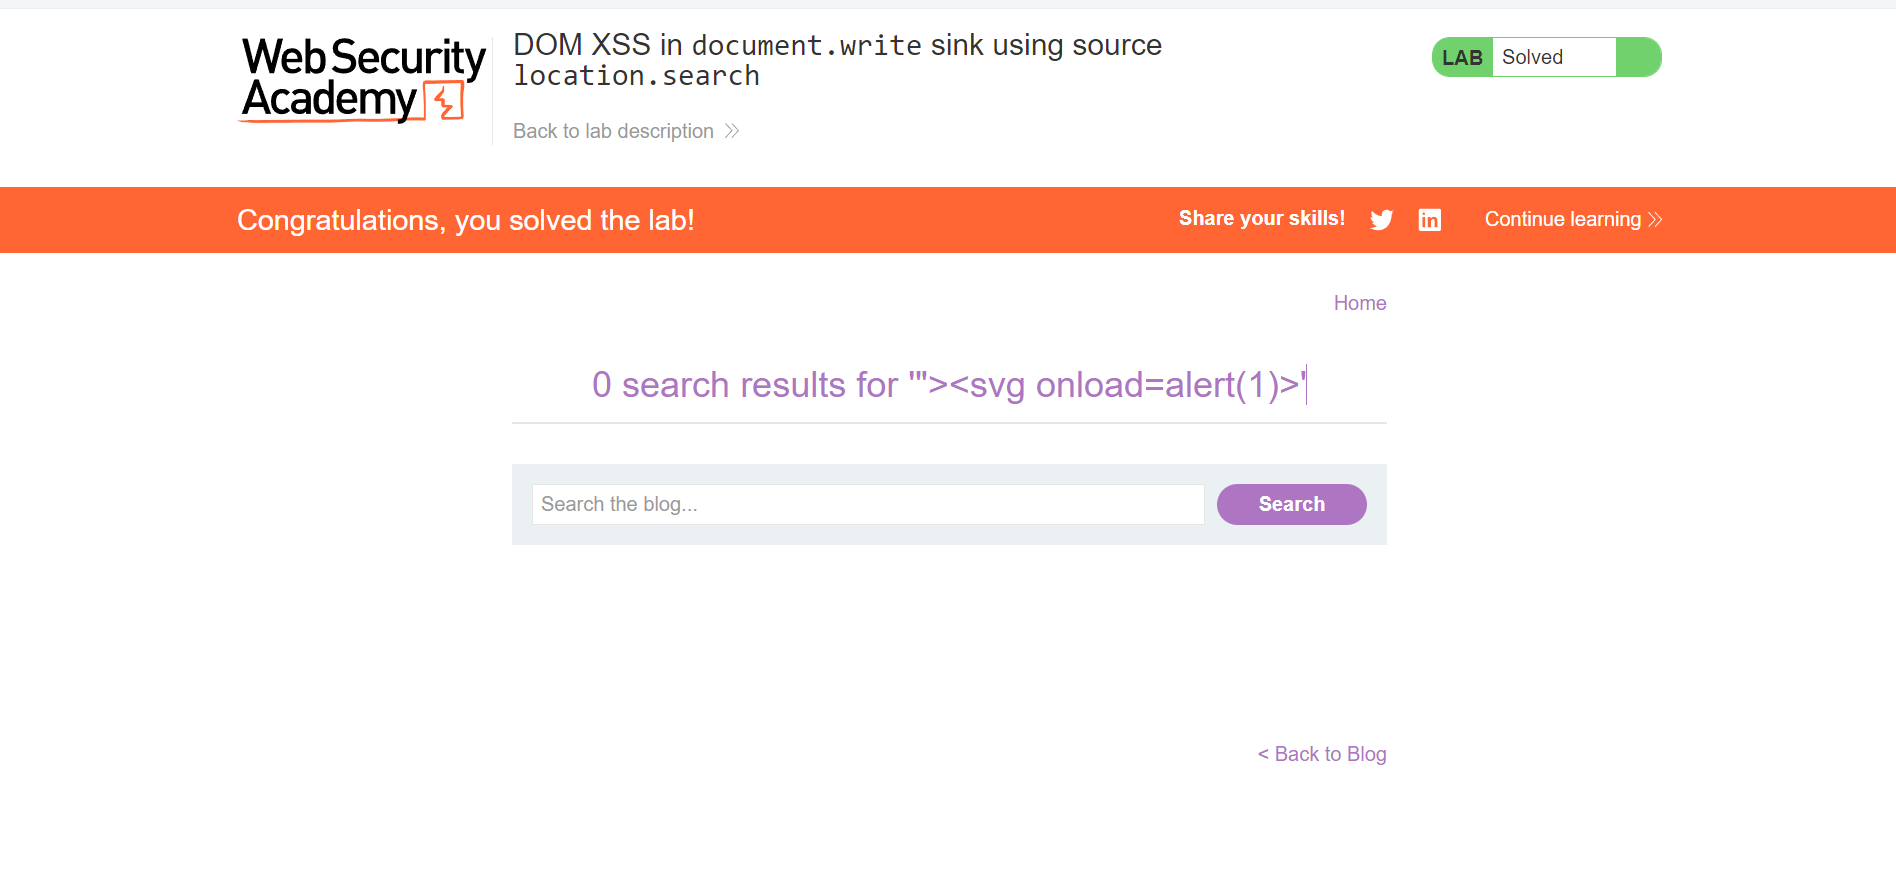 Web Security
Academy
DOM XSS in document.write sink using source
location.search
Back to lab description
LAB Solved
Congratulations, you solved the lab!
Share your skills!
Continue learning
Home
0 search results for '"><svg onload=alert(1)>'
Search the blog...
Search
< Back to Blog